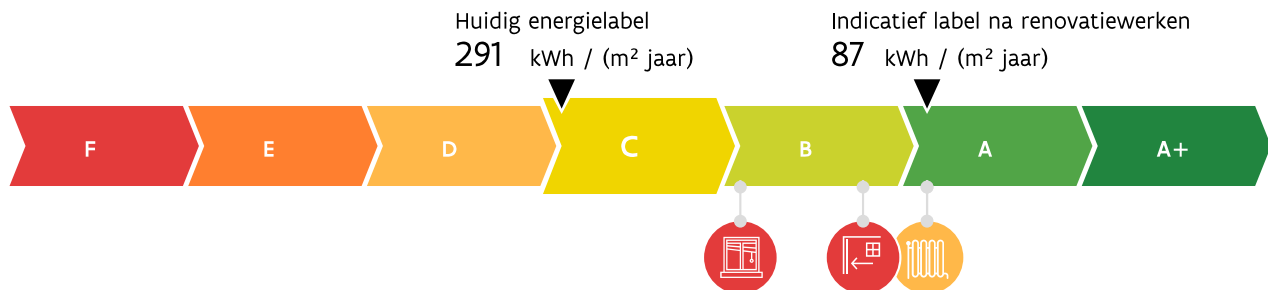 Huidig energielabel
291 kWh / (m² jaar)
Indicatief label na renovatiewerken
87 kWh / (m² jaar)
F E D C B A A+